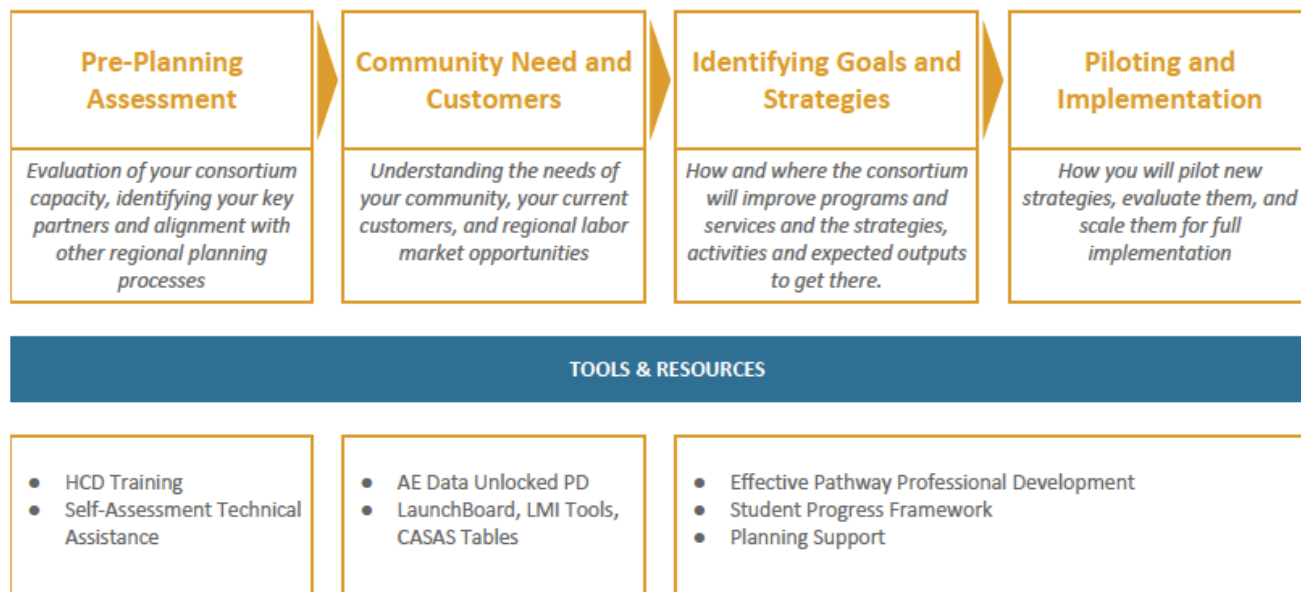 Pre-Planning
Assessment
Evaluation of your consortium
capacity, identifying your key
partners and alignment with
other regional planning
processes
Community Need and
Customers
Understanding the needs of
your community, your current
customers, and regional labor
market opportunities
Identifying Goals and
Strategies
How and where the consortium
will improve programs and
services and the strategies,
activities and expected outputs
to get there.
Piloting and
Implementation
How you will pilot new
strategies, evaluate them, and
scale them for full
implementation
TOOLS & RESOURCES
● HCD Training
● Self-Assessment Technical
Assistance
● AE Data Unlocked PD
● LaunchBoard, LMI Tools,
CASAS Tables
● Effective Pathway Professional Development
● Student Progress Framework
● Planning Support